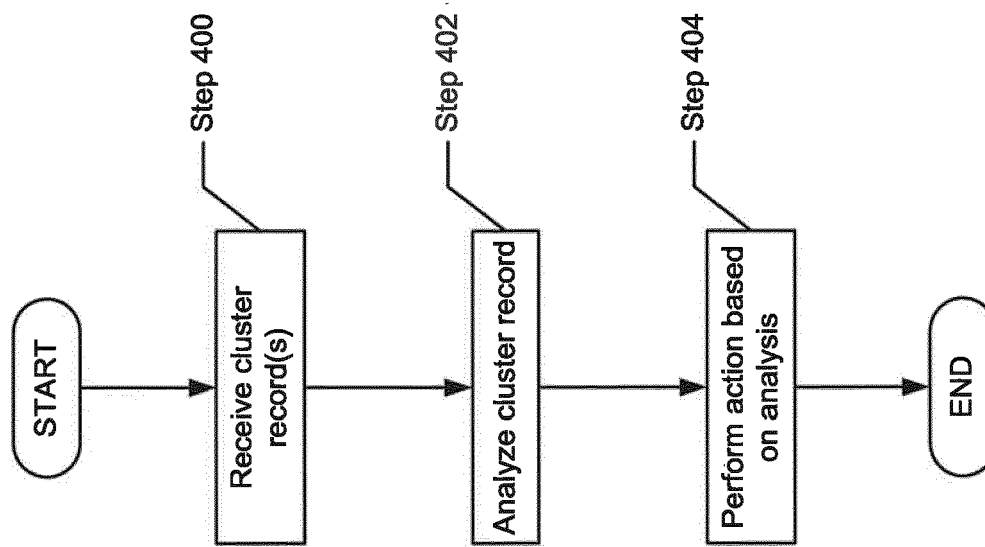 START
Receive cluster
record(s)
Step 400
Analyze cluster record
Step 402
Perform action based
on analysis
Step 404
END